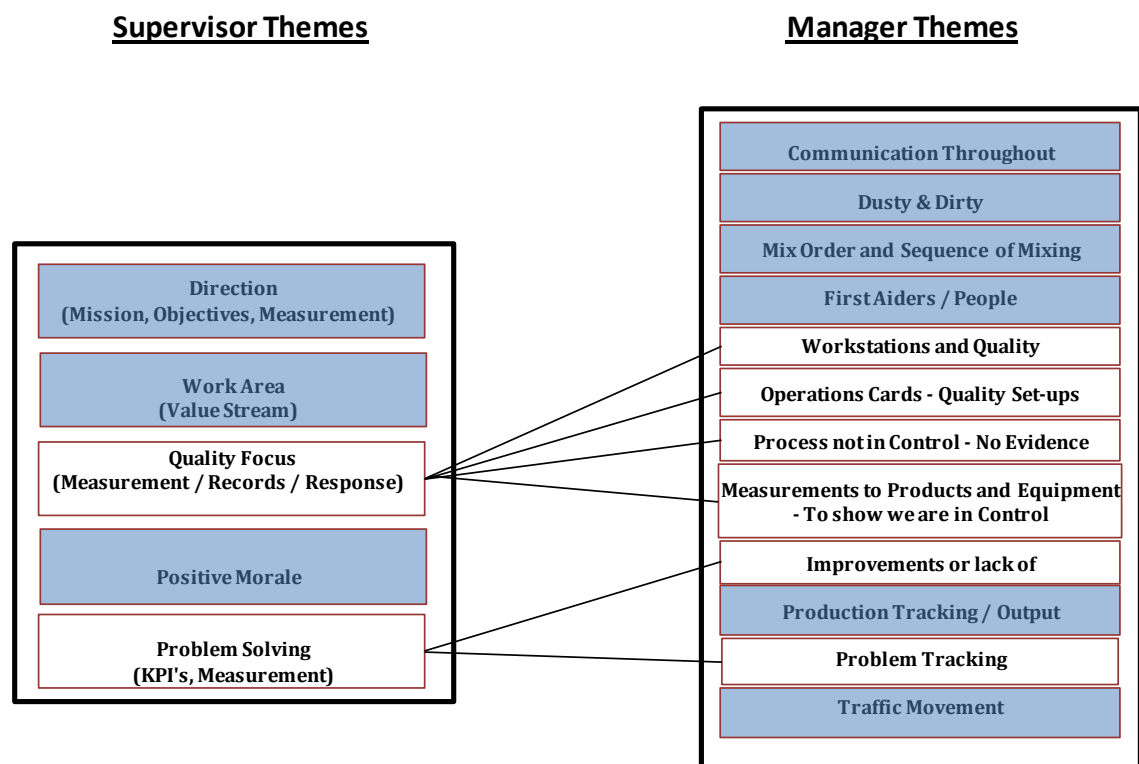 Supervisor Themes
Manager Themes
Direction
(Mission, Objectives, Measurement)
Work Area
(Value Stream)
Quality Focus
(Measurement / Records / Response)
Positive Morale
Problem Solving
(KPI's, Measurement)
Communication Throughout
Dusty & Dirty
Mix Order and Sequence of Mixing
First Aiders / People
Workstations and Quality
Operations Cards - Quality Set-ups
Process not in Control - No Evidence
Measurements to Products and Equipment
- To show we are in Control
Improvements or lack of
Production Tracking / Output
Problem Tracking
Traffic Movement